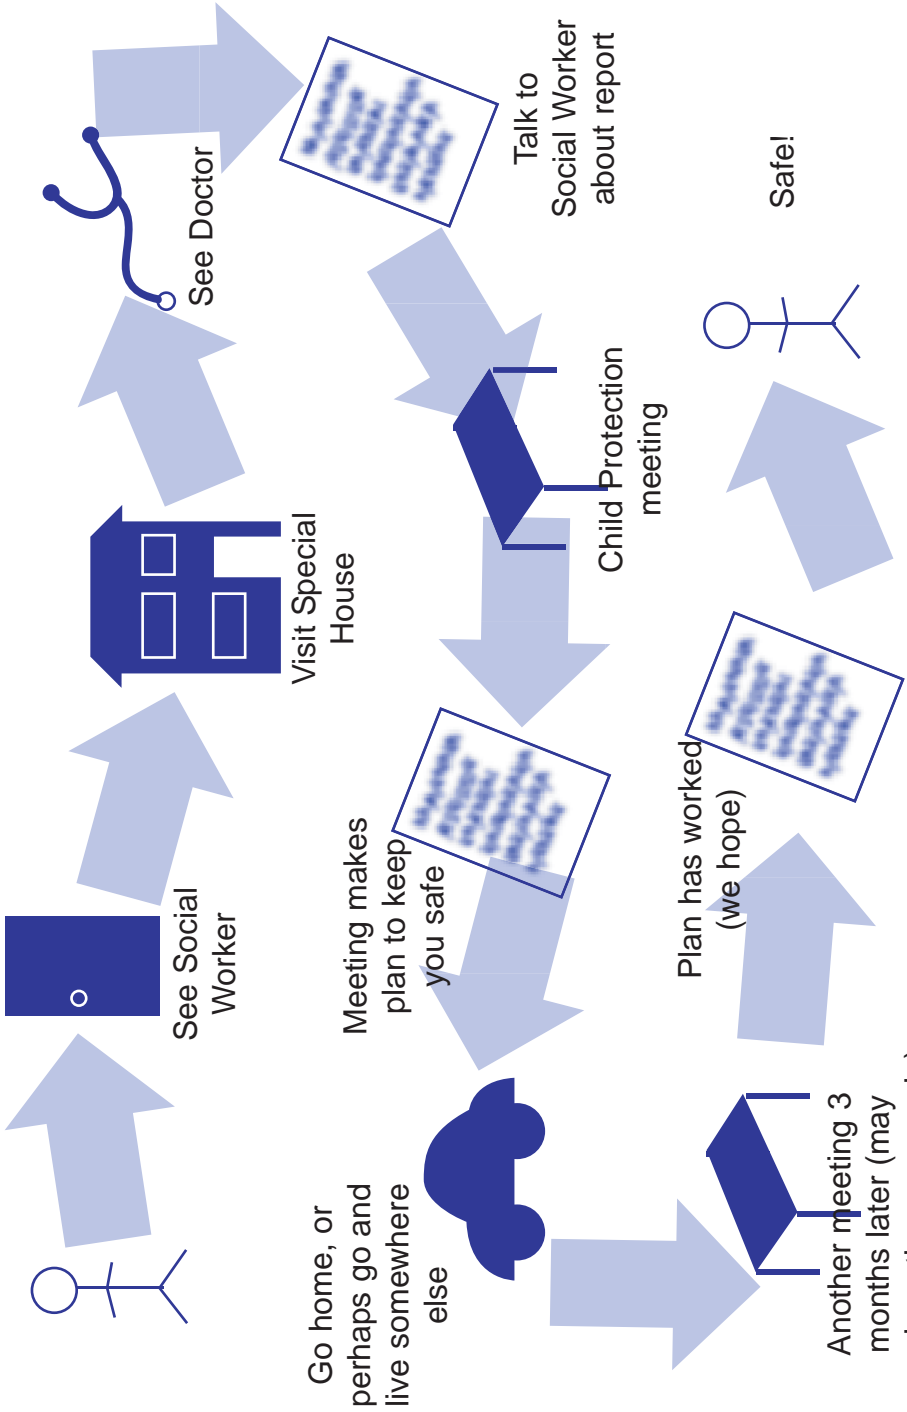 See Social
Worker
Visit Special
House
See Doctor
Talk to
Social Worker
about report
Child Protection
meeting
Meeting makes
plan to keep
you safe
Go home, or
perhaps go and
live somewhere
else
Another meeting 3
months later (may
Plan has worked
(we hope)
Safe!